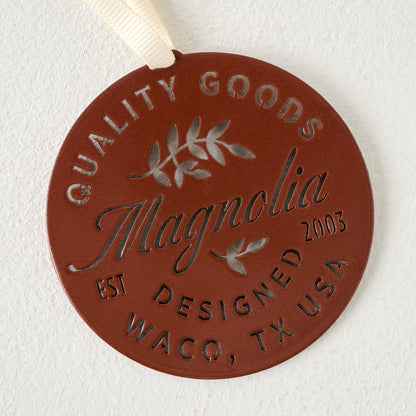 QUALITY GOODS
Magnolia
EST 2003
DESIGNED
WACO, TX USA